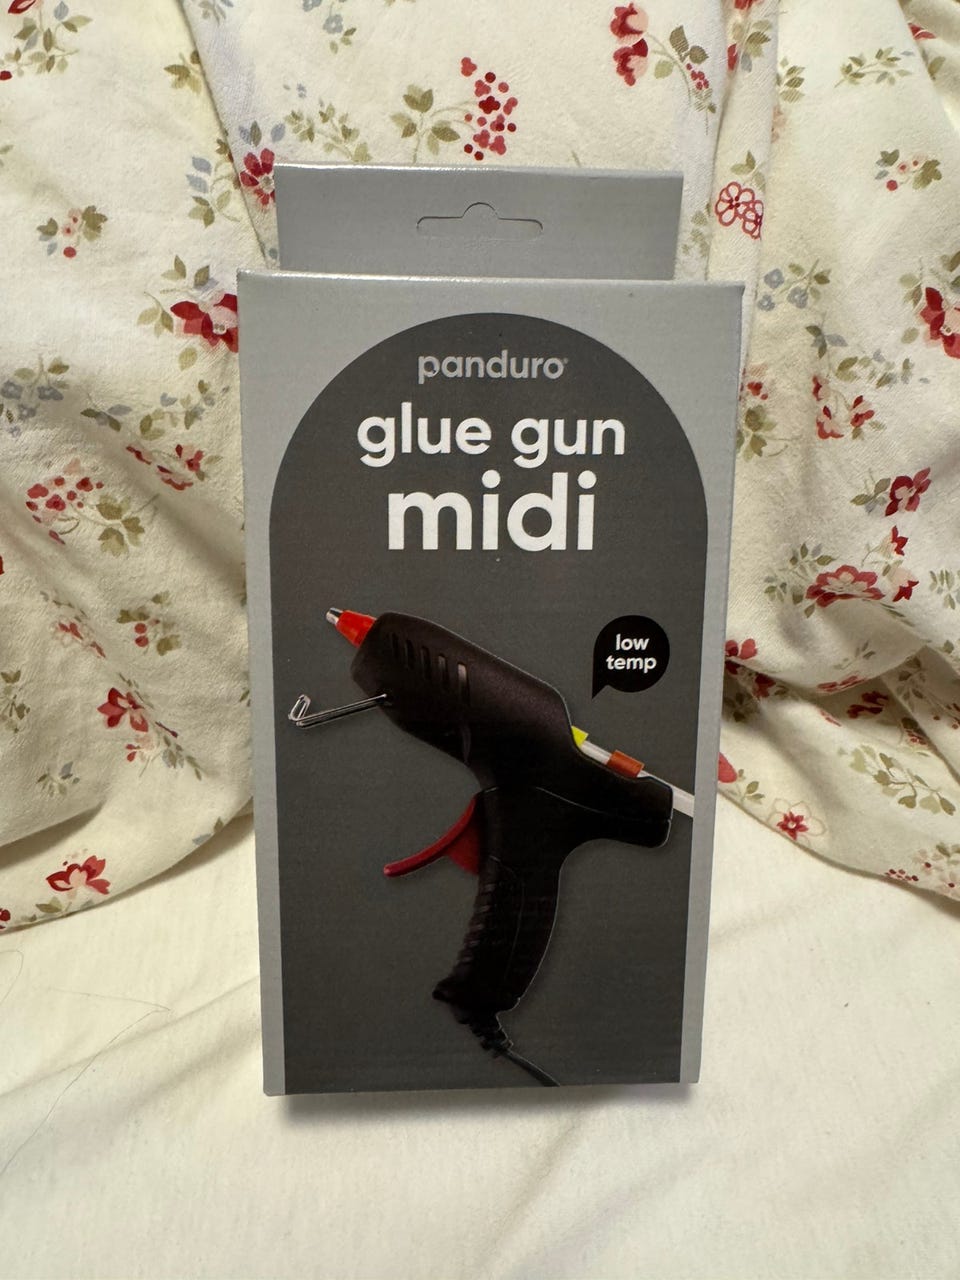 panduro®
glue gun
midi
low
temp